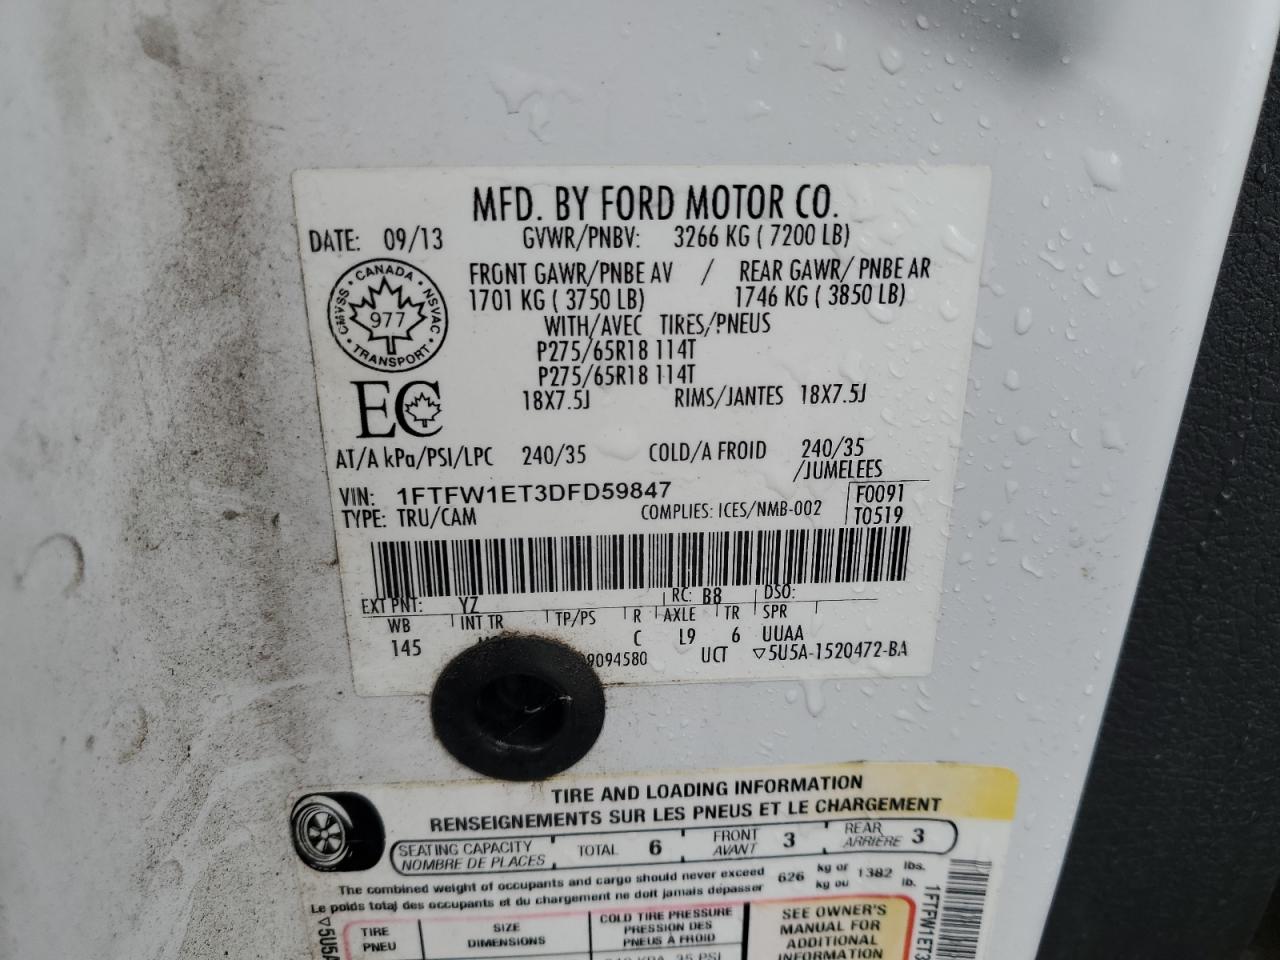 MFD. BY FORD MOTOR CO.
DATE: 09/13
GVWR/PNBV: 3266 KG ( 7200 LB)
FRONT GAWR/PNBE AV / REAR GAWR/ PNBE AR
1701 KG ( 3750 LB) 1746 KG ( 3850 LB)
WITH/AVEC TIRES/PNEUS
P275/65R18 114T
P275/65R18 114T
18X7.5J RIMS/JANTES 18X7.5J
CANADA
CMVSS 977 NSVAC
TRANSPORT
EC
AT/A kPa/PSI/LPC 240/35 COLD/A FROID 240/35
/JUMELEES
VIN: 1FTFW1ET3DFD59847
F0091
TYPE: TRU/CAM COMPLIES: ICES/NMB-002 T0519
EXT PNT: YZ RC: B8 DSO:
WB INT TR TP/PS R AXLE TR SPR
145 C L9 6 UUAA
9094580 UCT ▽5U5A-1520472-BA
TIRE AND LOADING INFORMATION
RENSEIGNEMENTS SUR LES PNEUS ET LE CHARGEMENT
SEATING CAPACITY
NOMBRE DE PLACES
TOTAL 6
FRONT
AVANT 3
REAR
ARRIÈRE 3
The combined weight of occupants and cargo should never exceed 626 kg or 1382 lbs.
Le poids total des occupants et du chargement ne doit jamais dépasser kg ou lb.
TIRE
PNEU
SIZE
DIMENSIONS
COLD TIRE PRESSURE
PRESSION DES
PNEUS À FROID
SEE OWNER'S
MANUAL FOR
ADDITIONAL
INFORMATION
▽5U5A
1FTFW1ET3